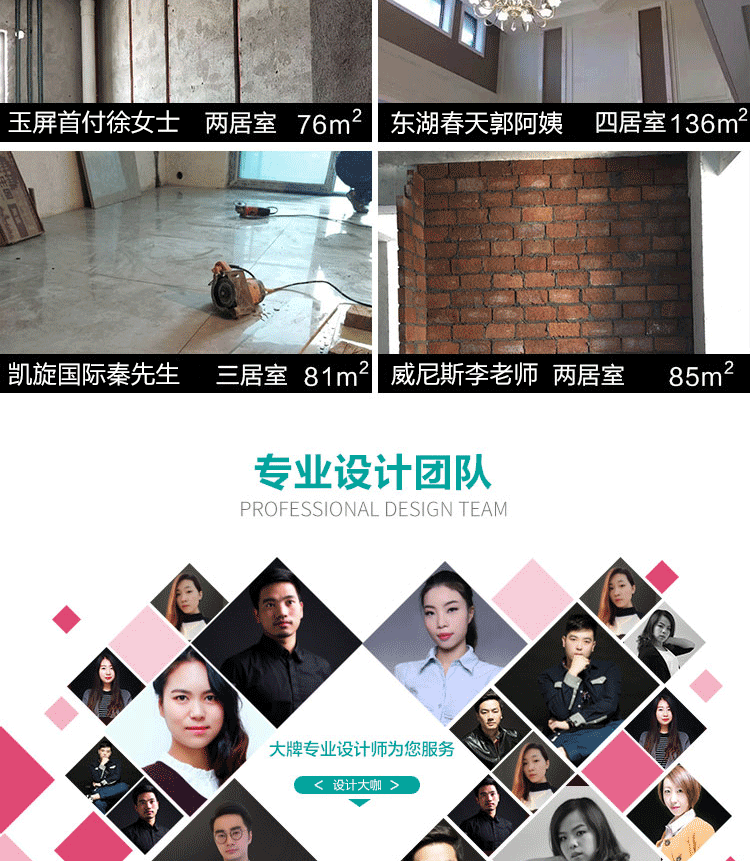 玉屏首付徐女士 两居室 76m²
东湖春天郭阿姨 四居室 136m²
凯旋国际秦先生 三居室 81m²
威尼斯李老师 两居室 85m²
专业设计团队
PROFESSIONAL DESIGN TEAM
大牌专业设计师为您服务
< 设计大咖 >